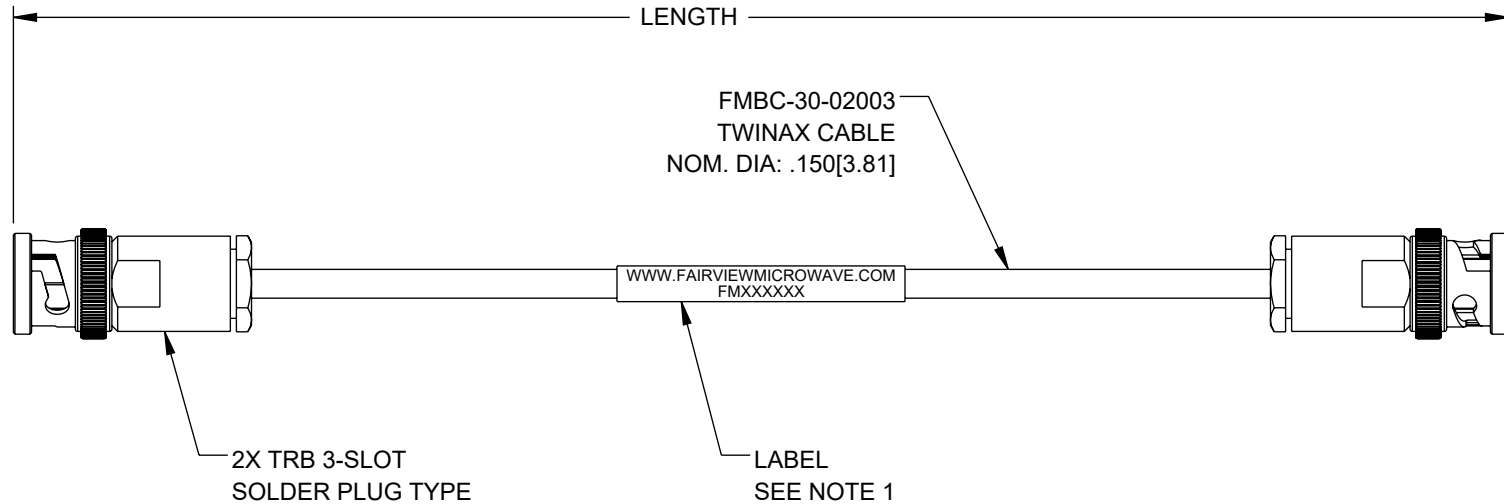 LENGTH
FMBC-30-02003
TWINAX CABLE
NOM. DIA: .150[3.81]
WWW.FAIRVIEWMICROWAVE.COM
FMXXXXXX
2X TRB 3-SLOT
SOLDER PLUG TYPE
LABEL
SEE NOTE 1